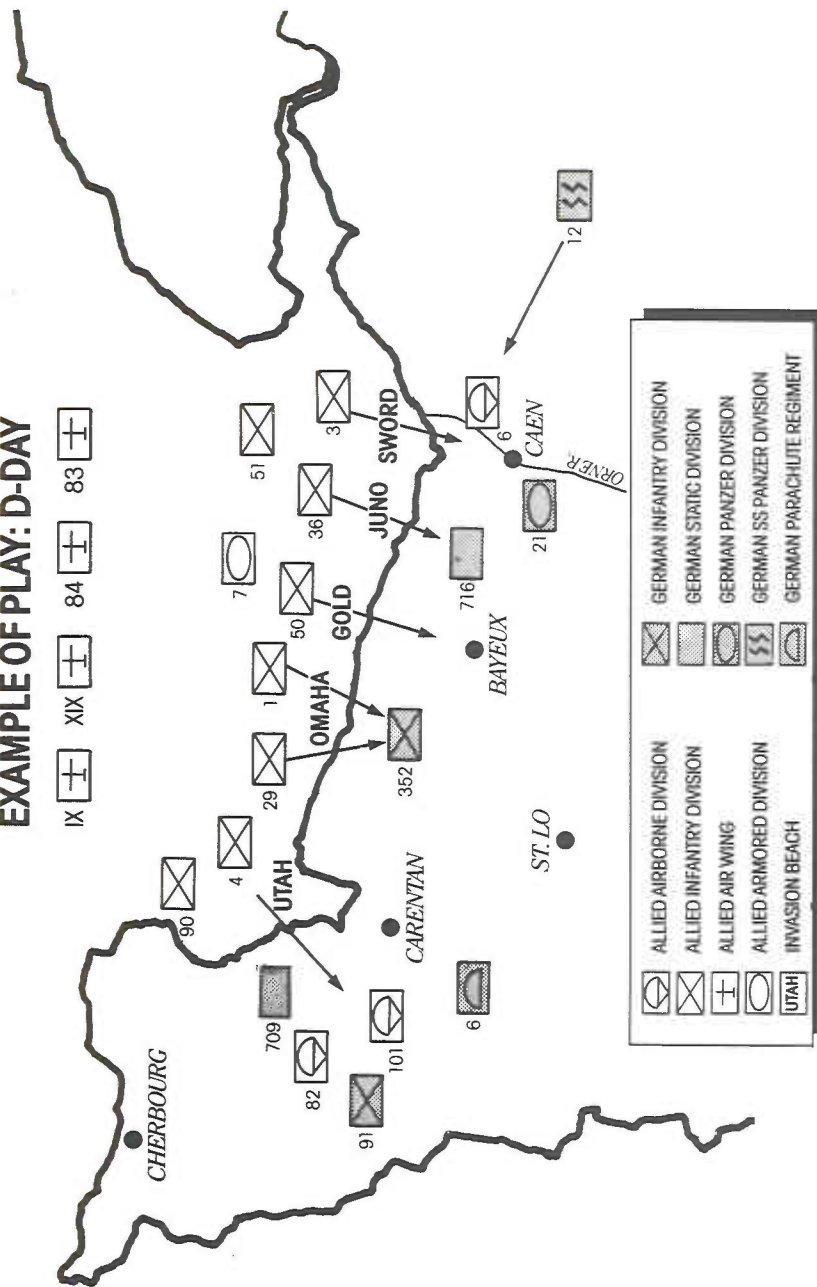 EXAMPLE OF PLAY: D-DAY
IX
XIX
84
83
CHERBOURG
90
4
UTAH
709
82
101
91
CARENTAN
6
29
1
OMAHA
352
ST. LO
7
50
GOLD
BAYEUX
51
36
JUNO
716
3
SWORD
6
CAEN
21
ORNE R.
12
ALLIED AIRBORNE DIVISION
ALLIED INFANTRY DIVISION
ALLIED AIR WING
ALLIED ARMORED DIVISION
UTAH INVASION BEACH
GERMAN INFANTRY DIVISION
GERMAN STATIC DIVISION
GERMAN PANZER DIVISION
GERMAN SS PANZER DIVISION
GERMAN PARACHUTE REGIMENT